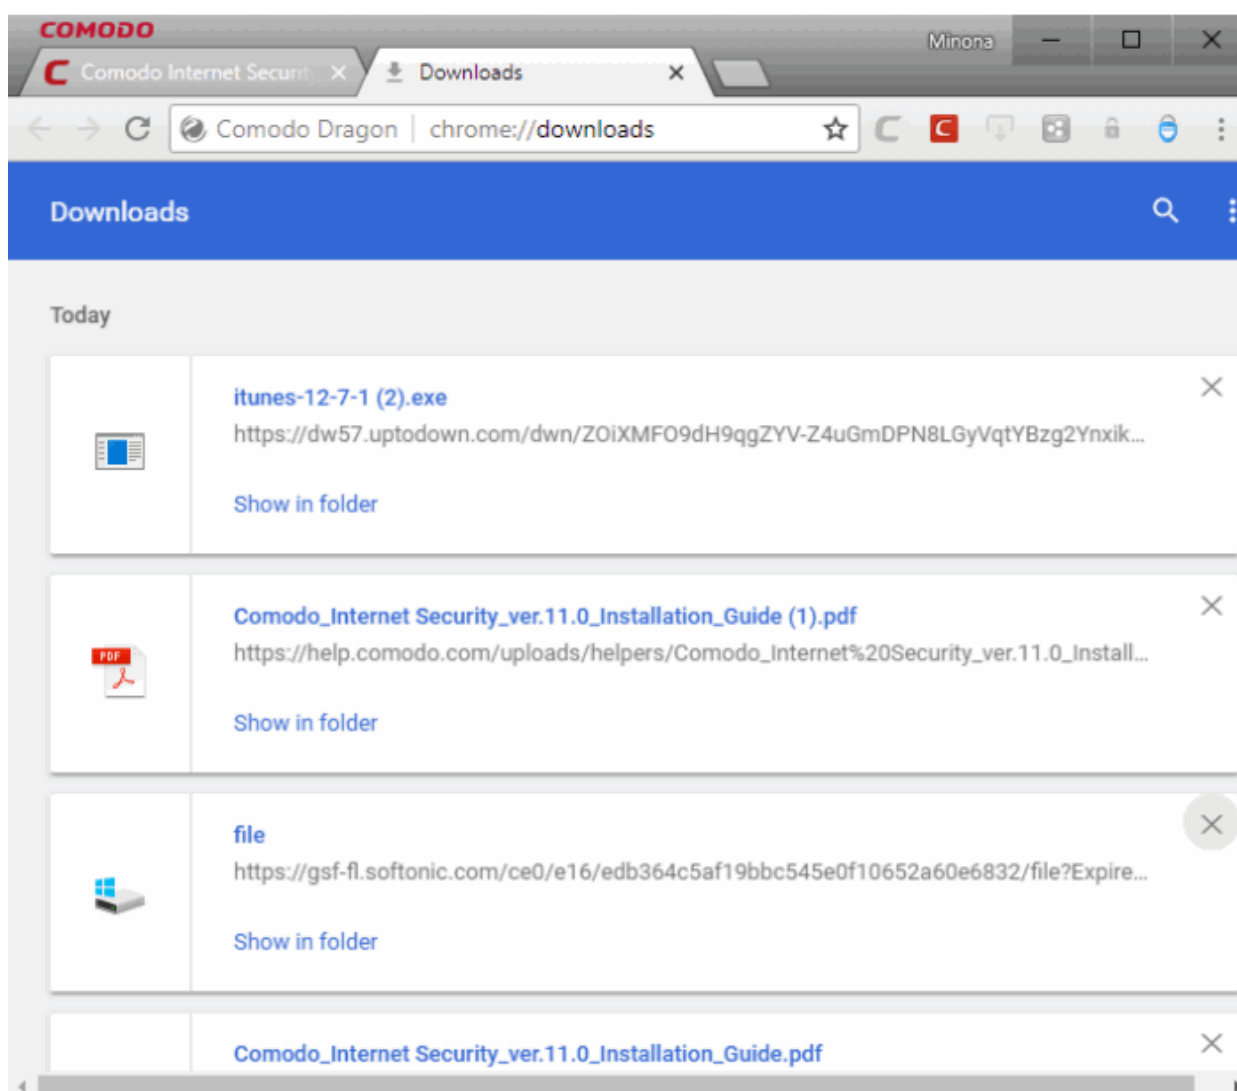 COMODO
Minona
Comodo Internet Securit
Downloads
Comodo Dragon | chrome://downloads
Downloads
Today
itunes-12-7-1 (2).exe
https://dw57.uptodown.com/dwn/ZOiXMFO9dH9qgZYV-Z4uGmDPN8LGyVqtYBzg2Ynxik...
Show in folder
Comodo_Internet Security_ver.11.0_Installation_Guide (1).pdf
https://help.comodo.com/uploads/helpers/Comodo_Internet%20Security_ver.11.0_Install...
Show in folder
PDF
file
https://gsf-fl.softonic.com/ce0/e16/edb364c5af19bbc545e0f10652a60e6832/file?Expire...
Show in folder
Comodo_Internet Security_ver.11.0_Installation_Guide.pdf